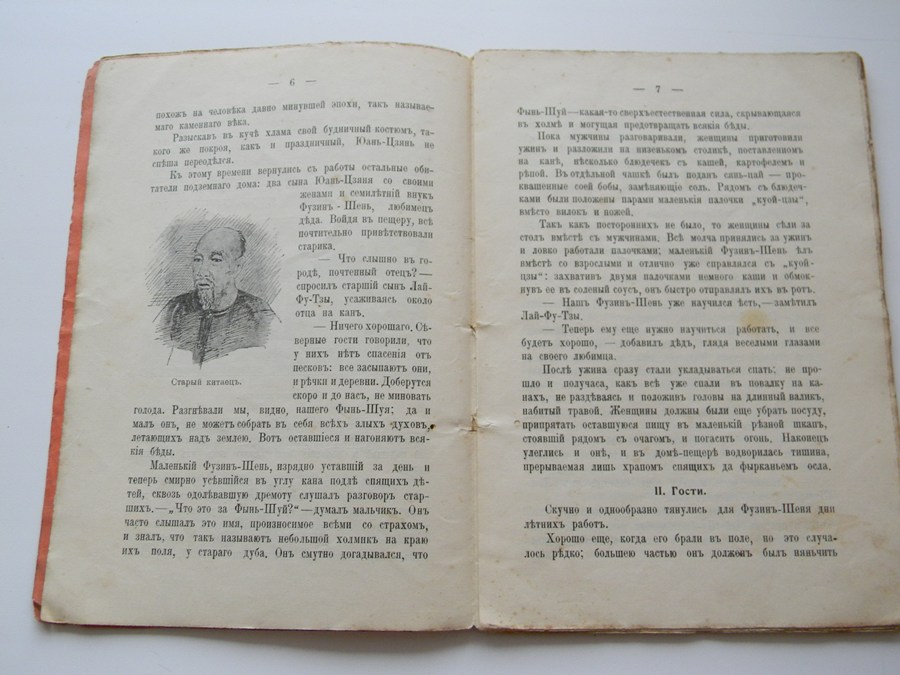 — 6 —
похожъ на человѣка давно минувшей эпохи, такъ называе-
маго каменнаго вѣка.
Разыскавъ въ кучѣ хлама свой будничный костюмъ, та-
кого же покроя, какъ и праздничный, Юань-Цзянь не
спѣша переодѣлся.
Къ этому времени вернулись съ работы остальные оби-
татели подземнаго дома: два сына Юань-Цзяня со своими
женами и семилѣтній внукъ
Фузинъ-Шень, любимецъ
дѣда. Войдя въ пещеру, всѣ
почтительно привѣтствовали
старика.
— Что слышно въ го-
родѣ, почтенный отецъ?—
спросилъ старшій сынъ Лай-
Фу-Тзы, усаживаясь около
отца на канъ.
— Ничего хорошаго. Сѣ-
верные гости говорили, что
у нихъ нѣтъ спасенія отъ
песковъ: все засыпаютъ они,
и рѣчки и деревни. Доберутся
скоро и до насъ, не миновать
Старый китаецъ.
голода. Разгнѣвали мы, видно, нашего Фынь-Шуя; да и
малъ онъ, не можетъ собрать въ себя всѣхъ злыхъ духовъ,
летающихъ надъ землею. Вотъ оставшіеся и нагоняютъ вся-
кія бѣды.
Маленькій Фузинъ-Шень, изрядно уставшій за день и
теперь смирно усѣвшійся въ углу кана подлѣ спящихъ дѣ-
тей, сквозь одолѣвавшую дремоту слушалъ разговоръ стар-
шихъ.—„Что это за Фынь-Шуй?“—думалъ мальчикъ. Онъ
часто слышалъ это имя, произносимое всѣми со страхомъ,
и зналъ, что такъ называютъ небольшой холмикъ на краю
ихъ поля, у стараго дуба. Онъ смутно догадывался, что
— 7 —
Фынь-Шуй—какая-то сверхъестественная сила, скрывающаяся
въ холмѣ и могущая предотвращать всякія бѣды.
Пока мужчины разговаривали, женщины приготовили
ужинъ и разложили на низенькомъ столикѣ, поставленномъ
на канѣ, нѣсколько блюдечекъ съ кашей, картофелемъ и
рѣпой. Въ отдѣльной чашкѣ былъ поданъ сянь-цай — про-
квашенные соей бобы, замѣняющіе соль. Рядомъ съ блюдеч-
ками были положены парами маленькія палочки „куой-цзы“,
вмѣсто вилокъ и ножей.
Такъ какъ постороннихъ не было, то женщины сѣли за
столъ вмѣстѣ съ мужчинами. Всѣ молча принялись за ужинъ
и ловко работали палочками; маленькій Фузинъ-Шень ѣлъ
вмѣстѣ со взрослыми и отлично уже справлялся съ „куой-
цзы“: захвативъ двумя палочками немного каши и обмок-
нувъ ее въ соленый соусъ, онъ быстро отправлялъ ихъ въ ротъ.
— Нашъ Фузинъ-Шень уже научился ѣсть,—замѣтилъ
Лай-Фу-Тзы.
— Теперь ему еще нужно научиться работать, и все
будетъ хорошо, — добавилъ дѣдъ, глядя веселыми глазами
на своего любимца.
Послѣ ужина сразу стали укладываться спать; не про-
шло и получаса, какъ всѣ уже спали въ повалку на ка-
нахъ, не раздѣваясь и положивъ головы на длинный валикъ,
набитый травой. Женщины должны были еще убрать посуду,
припрятать оставшуюся пищу въ маленькій рѣзной шкапъ,
стоявшій рядомъ съ очагомъ, и погасить огонь. Наконецъ
улеглись и онѣ, и въ домѣ-пещерѣ водворилась тишина,
прерываемая лишь храпомъ спящихъ да фырканьемъ осла.
II. Гости.
Скучно и однообразно тянулись для Фузинъ-Шеня дни
лѣтнихъ работъ.
Хорошо еще, когда его брали въ поле, но это случа-
лось рѣдко; большею частью онъ долженъ былъ няньчить